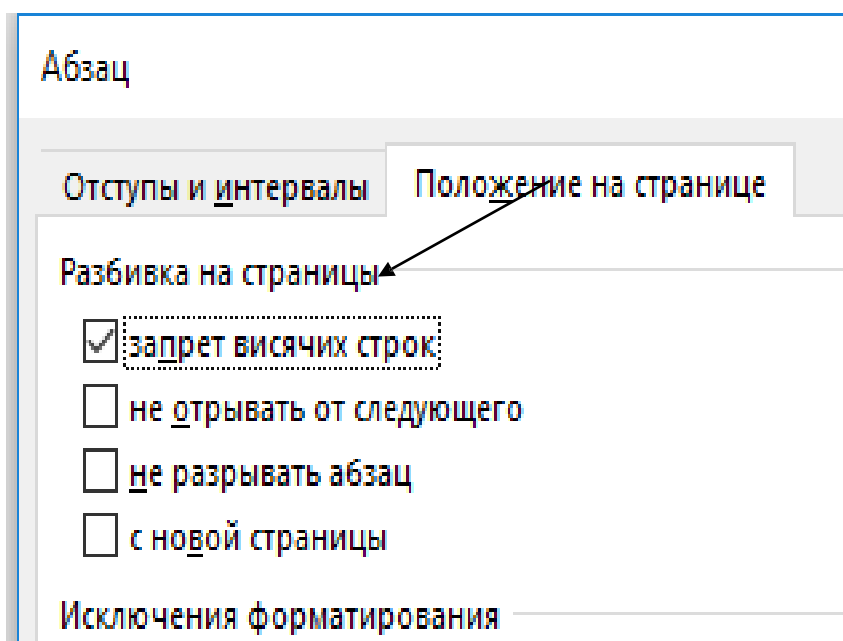 Абзац
Отступы и интервалы Положение на странице
Разбивка на страницы
запрет висячих строк
не отрывать от следующего
не разрывать абзац
с новой страницы
Исключения форматирования